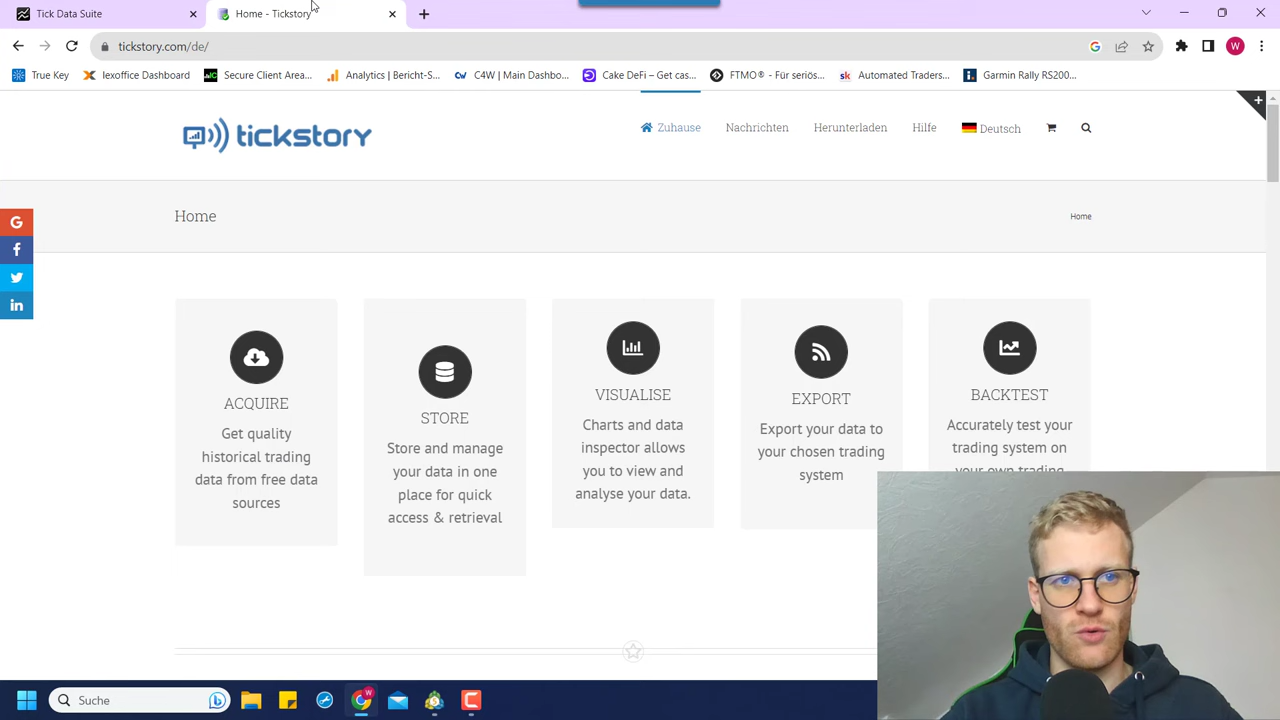 Tick Data Suite
Home - Tickstory
tickstory.com/de/
W
True Key
lexoffice Dashboard
Secure Client Area...
Analytics | Bericht-S...
C4W | Main Dashbo...
Cake DeFi – Get cas...
FTMO® - Für seriös...
Automated Traders...
Garmin Rally RS200...
tickstory
Zuhause
Nachrichten
Herunterladen
Hilfe
Deutsch
Home
Home
ACQUIRE
Get quality
historical trading
data from free data
sources
STORE
Store and manage
your data in one
place for quick
access & retrieval
VISUALISE
Charts and data
inspector allows
you to view and
analyse your data.
EXPORT
Export your data to
your chosen trading
system
BACKTEST
Accurately test your
trading system on
your own trading
Suche